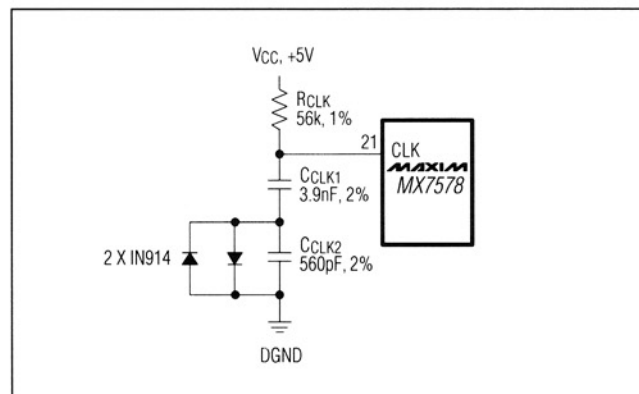 VCC, +5V
RCLK
56k, 1%
21
CLK
MAXIM
MX7578
CCLK1
3.9nF, 2%
2 X IN914
CCLK2
560pF, 2%
DGND